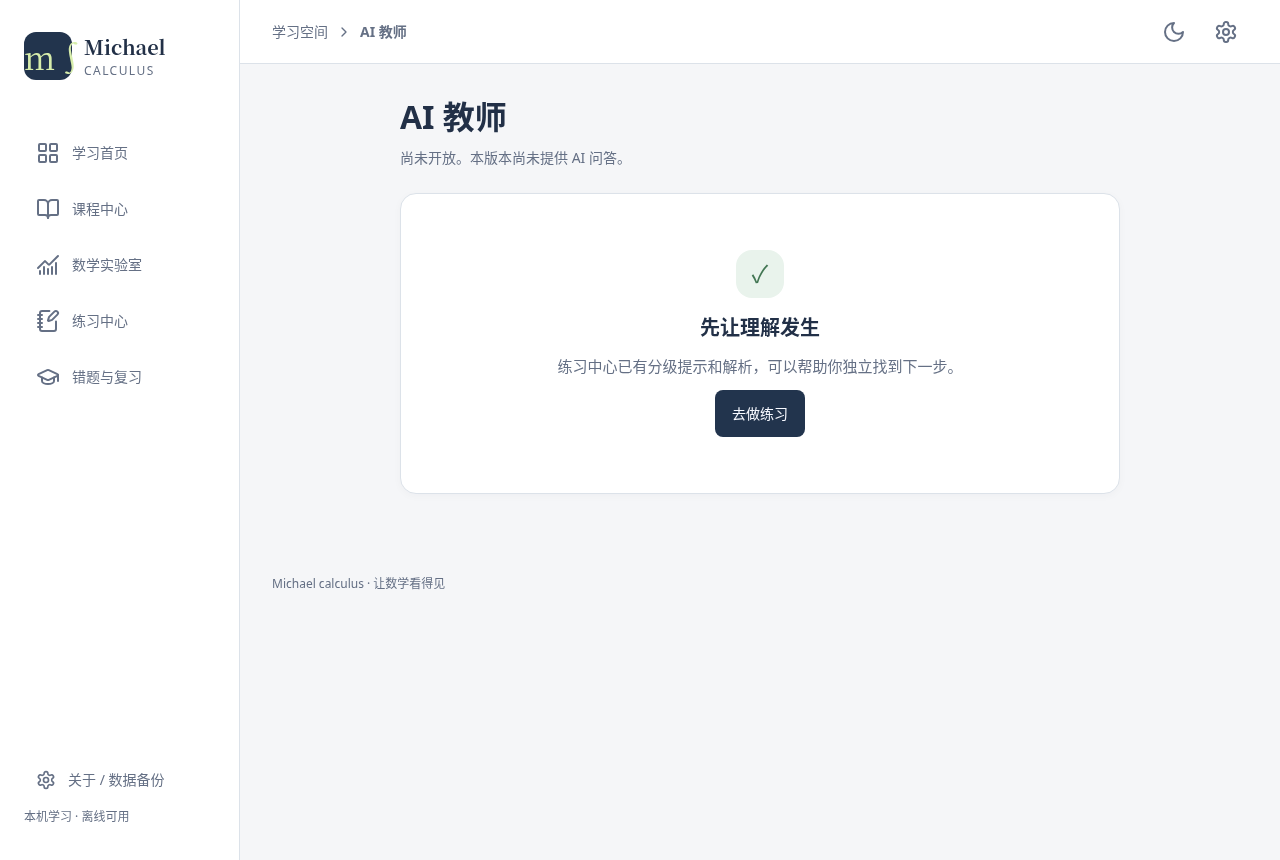 m ∫
Michael
CALCULUS
学习首页
课程中心
数学实验室
练习中心
错题与复习
关于 / 数据备份
本机学习 · 离线可用
学习空间 > AI 教师
AI 教师
尚未开放。本版本尚未提供 AI 问答。
✓
先让理解发生
练习中心已有分级提示和解析，可以帮助你独立找到下一步。
去做练习
Michael calculus · 让数学看得见